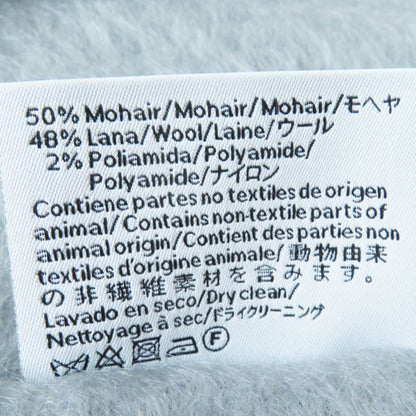 50% Mohair/Mohair/Mohair/モヘヤ
48% Lana/Wool/Laine/ウール
2% Poliamida/Polyamide/
Polyamide/ナイロン
Contiene partes no textiles de origen
animal/Contains non-textile parts of
animal origin/Contient des parties non
textiles d'origine animale/動物由来
の非繊維素材を含みます。
Lavado en seco/Dry clean/
Nettoyage à sec/ドライクリーニング
F